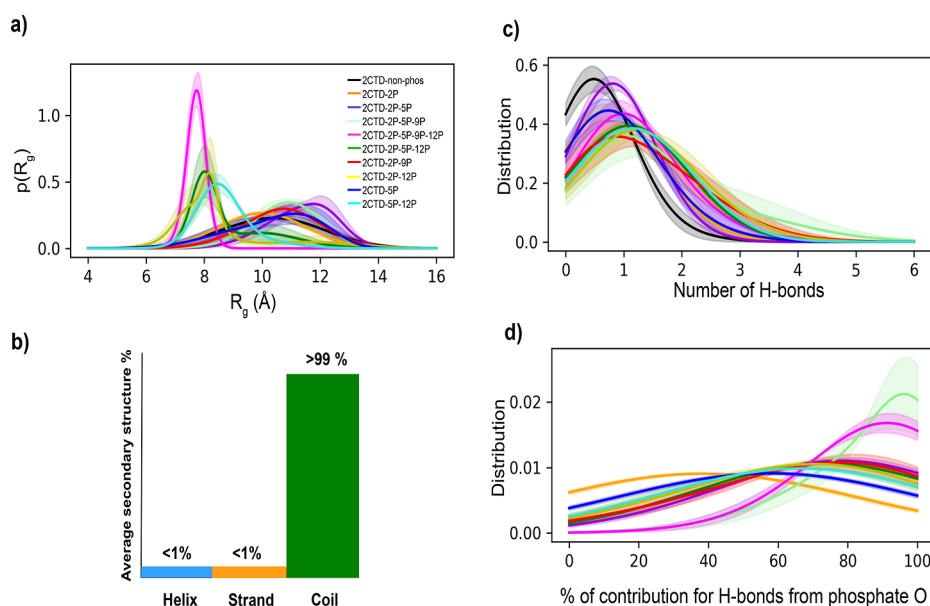 a)
p(Rg)
1.0
0.5
0.0
4 6 8 10 12 14 16
Rg (Å)
2CTD-non-phos
2CTD-2P
2CTD-2P-5P
2CTD-2P-5P-9P
2CTD-2P-5P-9P-12P
2CTD-2P-5P-12P
2CTD-2P-9P
2CTD-2P-12P
2CTD-5P
2CTD-5P-12P
b)
Average secondary structure %
<1%
<1%
>99 %
Helix Strand Coil
c)
Distribution
0.6
0.4
0.2
0.0
0 1 2 3 4 5 6
Number of H-bonds
d)
Distribution
0.02
0.01
0.00
0 20 40 60 80 100
% of contribution for H-bonds from phosphate O